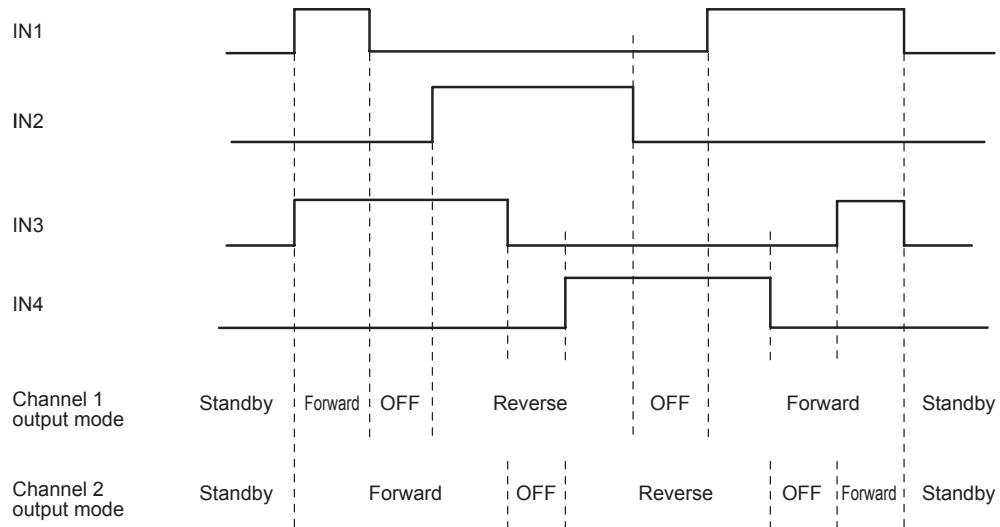 IN1
IN2
IN3
IN4
Channel 1
output mode
Standby Forward OFF Reverse OFF Forward Standby
Channel 2
output mode
Standby Forward OFF Reverse OFF Forward Standby